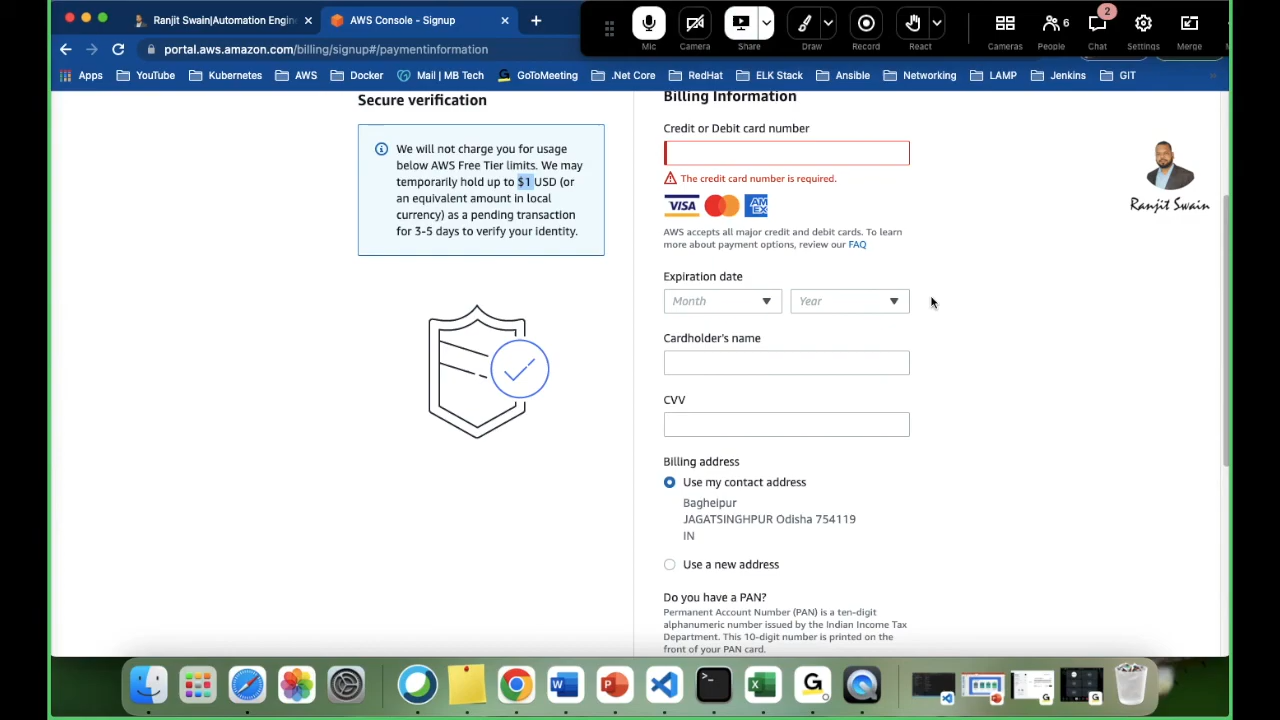 Ranjit Swain|Automation Engin
AWS Console - Signup
portal.aws.amazon.com/billing/signup#/paymentinformation
Mic
Camera
Share
Draw
Record
React
Cameras
6
People
2
Chat
Settings
Merge
Apps
YouTube
Kubernetes
AWS
Docker
Mail | MB Tech
GoToMeeting
.Net Core
RedHat
ELK Stack
Ansible
Networking
LAMP
Jenkins
GIT
Secure verification
We will not charge you for usage
below AWS Free Tier limits. We may
temporarily hold up to $1 USD (or
an equivalent amount in local
currency) as a pending transaction
for 3-5 days to verify your identity.
Billing Information
Credit or Debit card number
The credit card number is required.
VISA
AM
EX
AWS accepts all major credit and debit cards. To learn
more about payment options, review our FAQ
Expiration date
Month
Year
Cardholder's name
CVV
Billing address
Use my contact address
Bagheipur
JAGATSINGHPUR Odisha 754119
IN
Use a new address
Do you have a PAN?
Permanent Account Number (PAN) is a ten-digit
alphanumeric number issued by the Indian Income Tax
Department. This 10-digit number is printed on the
front of your PAN card.
Ranjit Swain